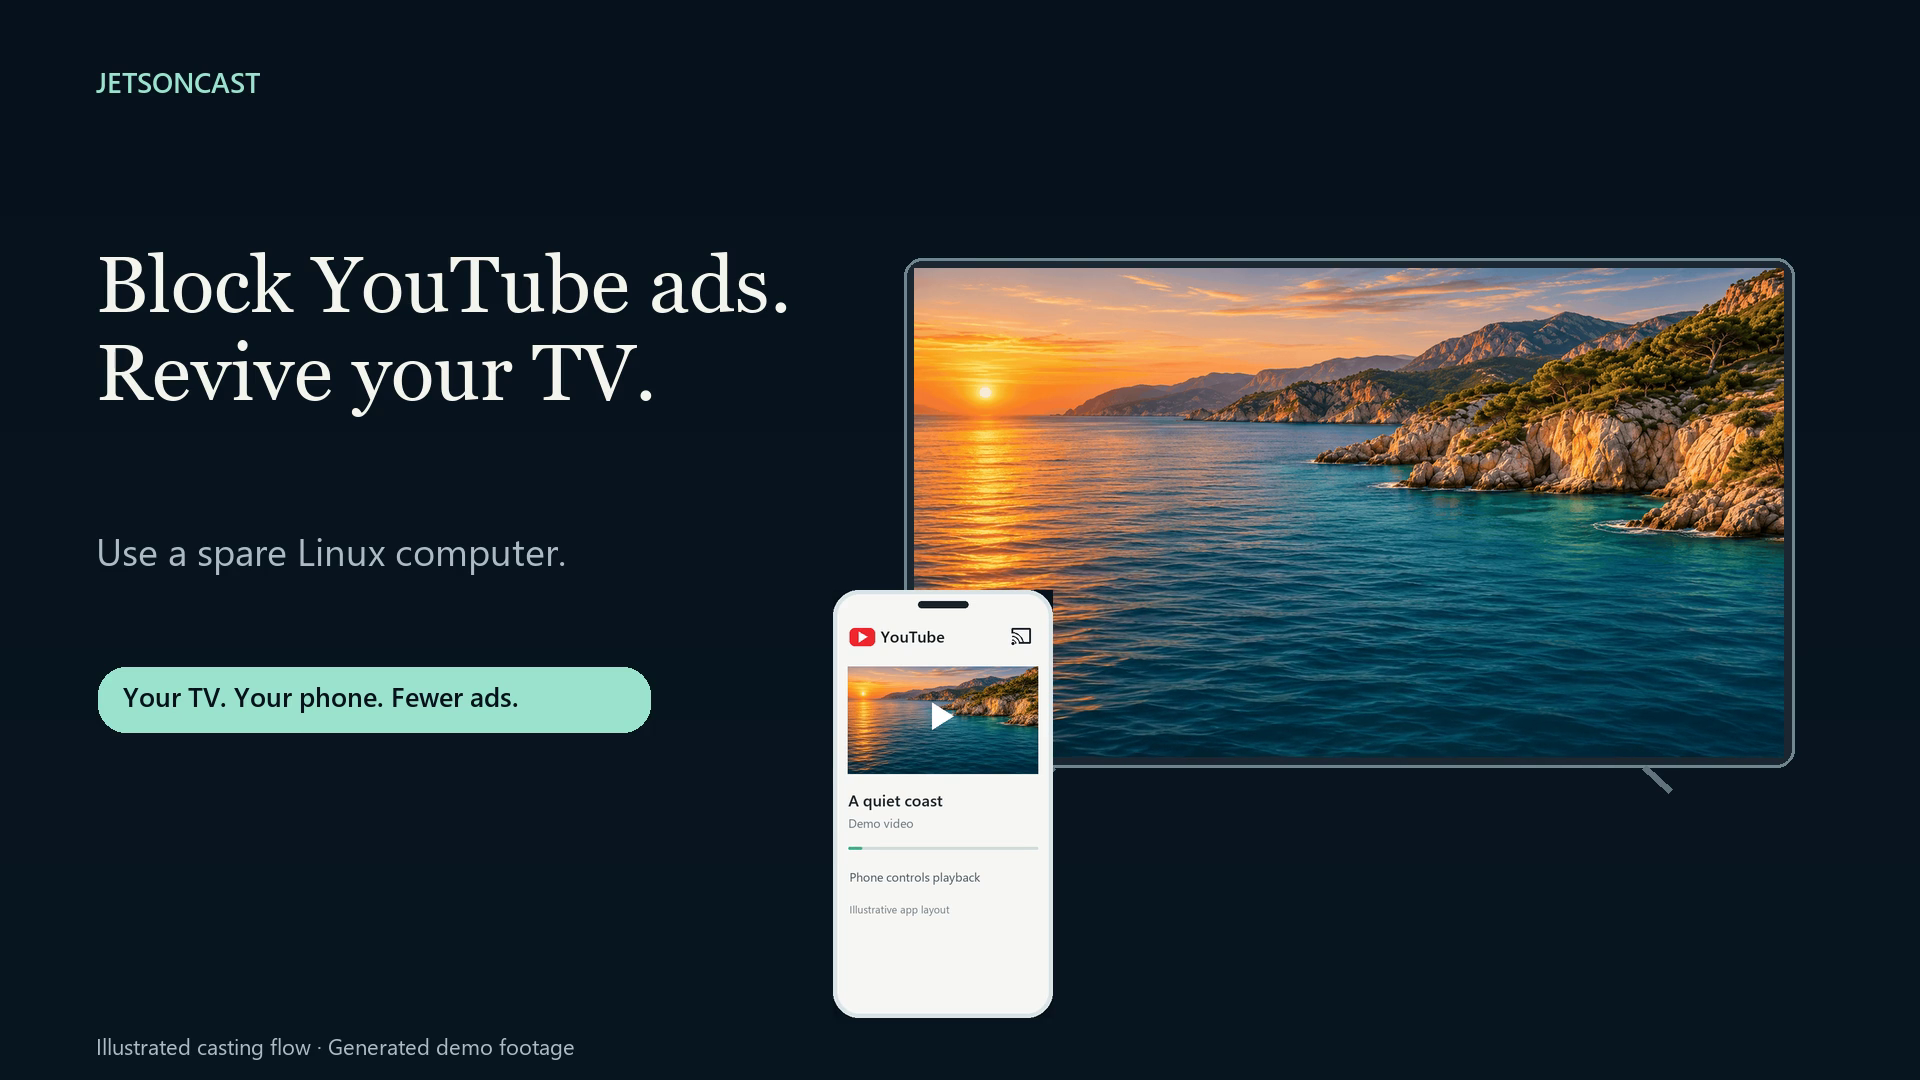 JETSONCAST
Block YouTube ads.
Revive your TV.
Use a spare Linux computer.
Your TV. Your phone. Fewer ads.
YouTube
A quiet coast
Demo video
Phone controls playback
Illustrative app layout
Illustrated casting flow · Generated demo footage